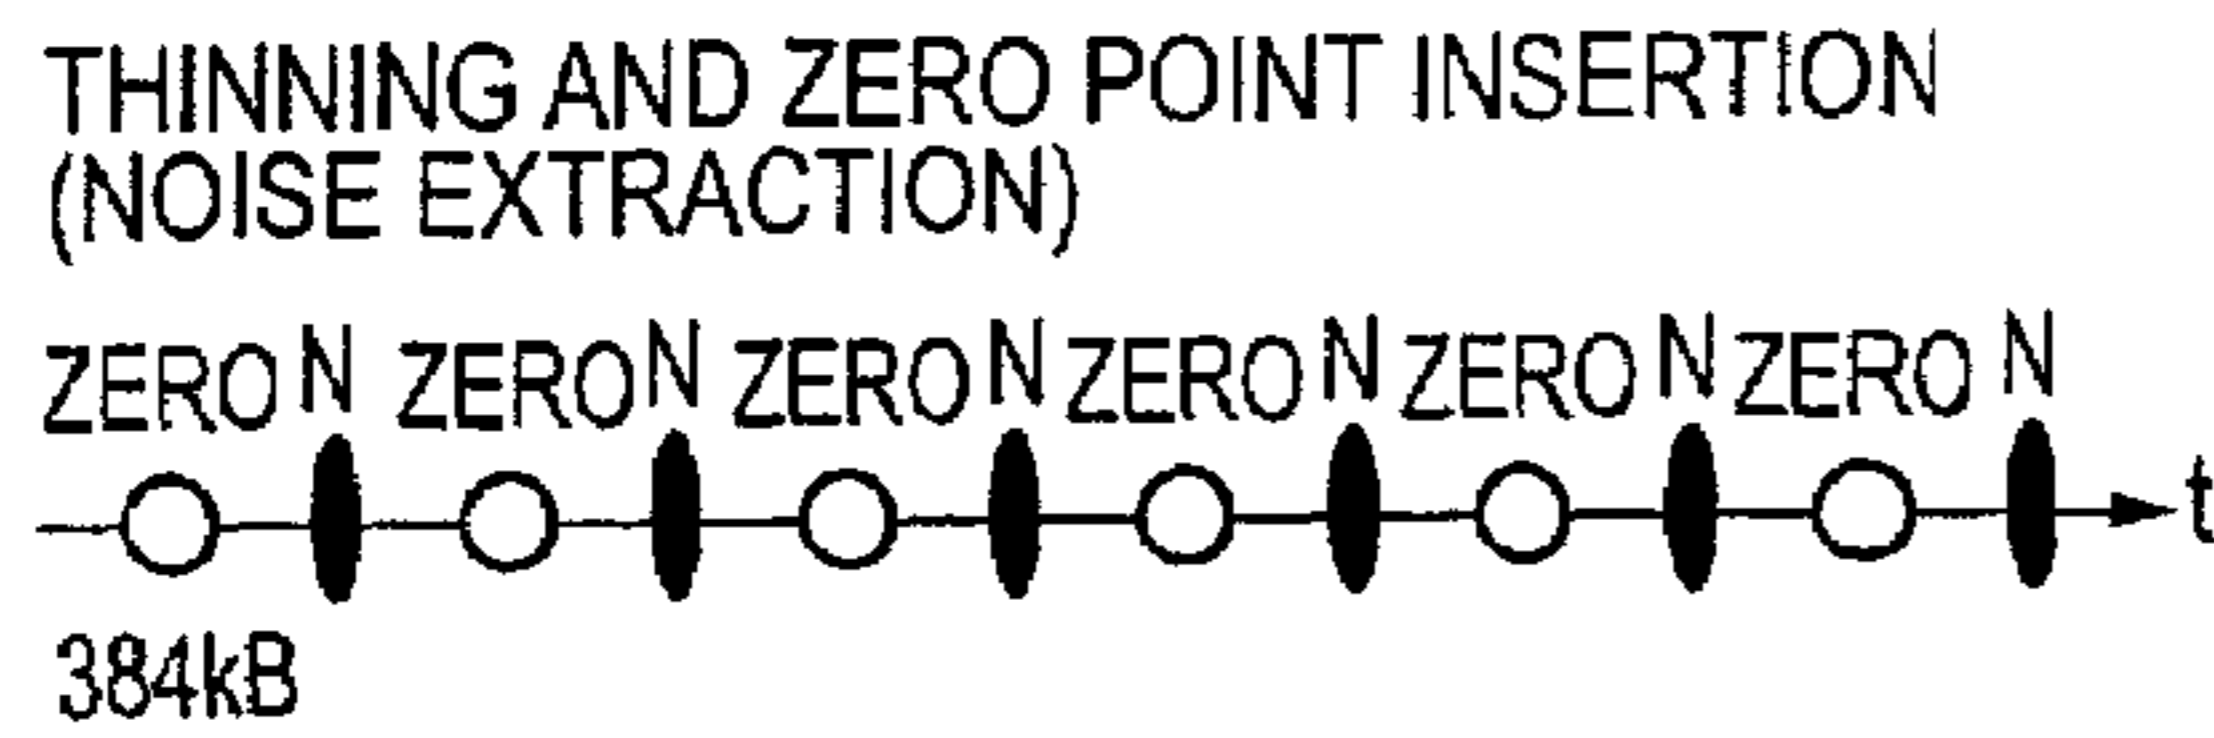 THINNING AND ZERO POINT INSERTION
(NOISE EXTRACTION)
ZERO N ZERO N ZERO N ZERO N ZERO N ZERO N
t
384kB